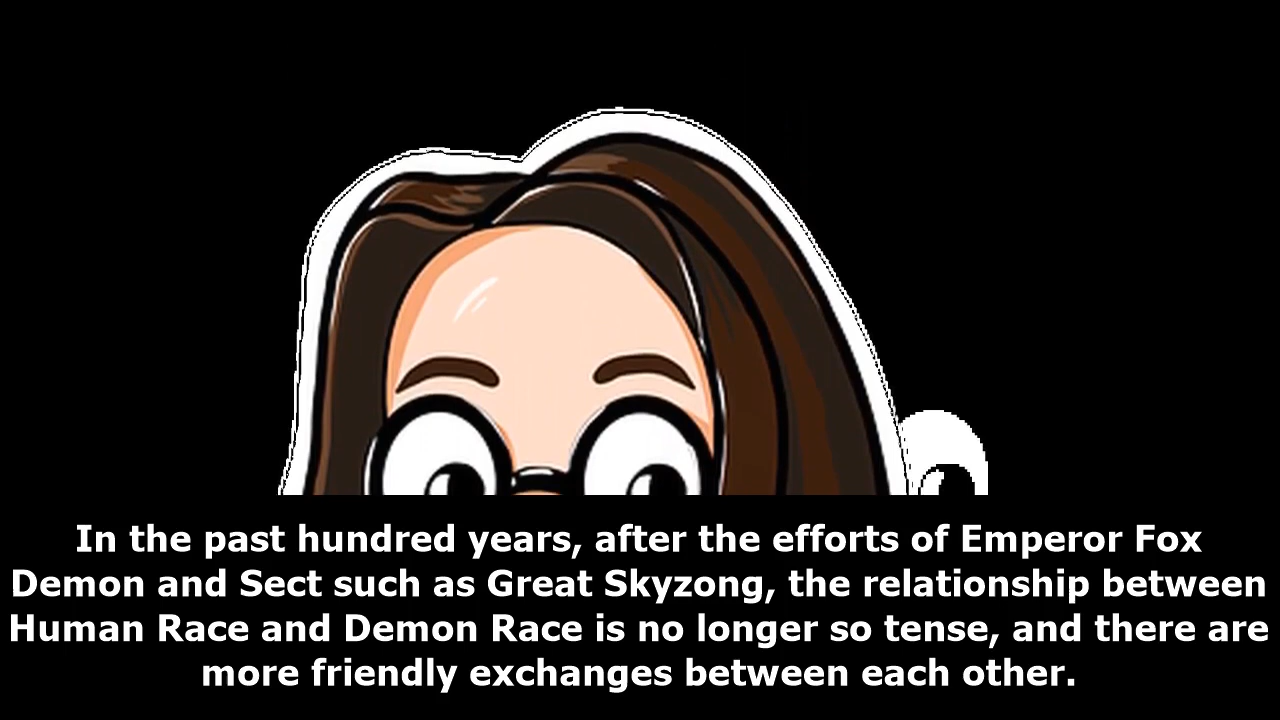 In the past hundred years, after the efforts of Emperor Fox
Demon and Sect such as Great Skyzong, the relationship between
Human Race and Demon Race is no longer so tense, and there are
more friendly exchanges between each other.